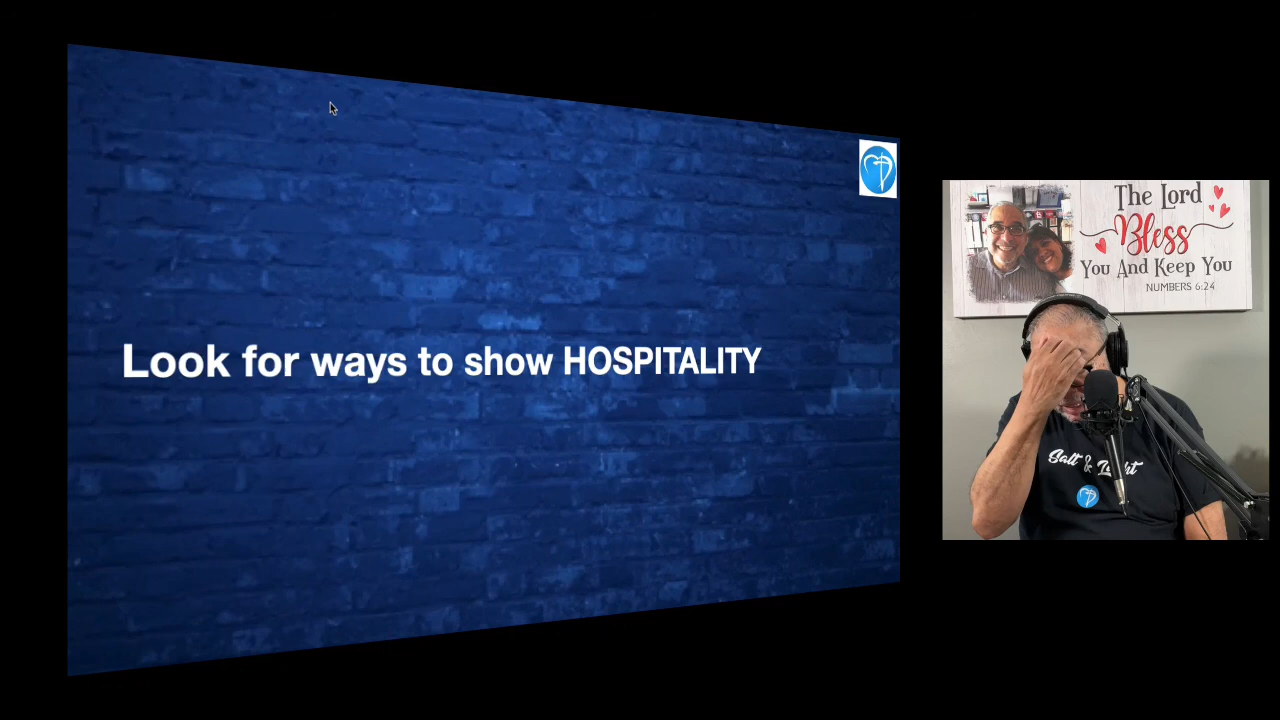 Look for ways to show HOSPITALITY
The Lord
Bless
You And Keep You
NUMBERS 6:24
Salt & Light